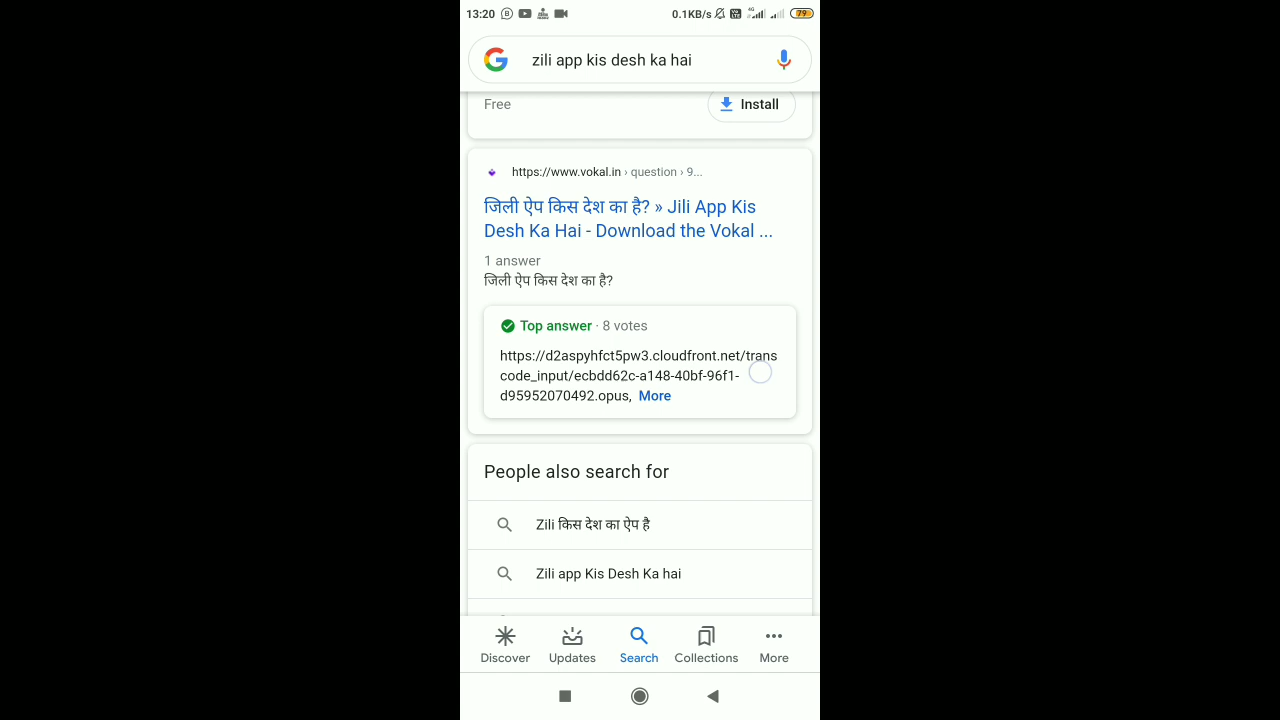 13:20 0.1KB/s 4G 79
zili app kis desh ka hai
Free Install
https://www.vokal.in › question › 9...
जिली ऐप किस देश का है? » Jili App Kis
Desh Ka Hai - Download the Vokal ...
1 answer
जिली ऐप किस देश का है?
Top answer · 8 votes
https://d2aspyhfct5pw3.cloudfront.net/trans
code_input/ecbdd62c-a148-40bf-96f1-
d95952070492.opus, More
People also search for
Zili किस देश का ऐप है
Zili app Kis Desh Ka hai
Discover Updates Search Collections More